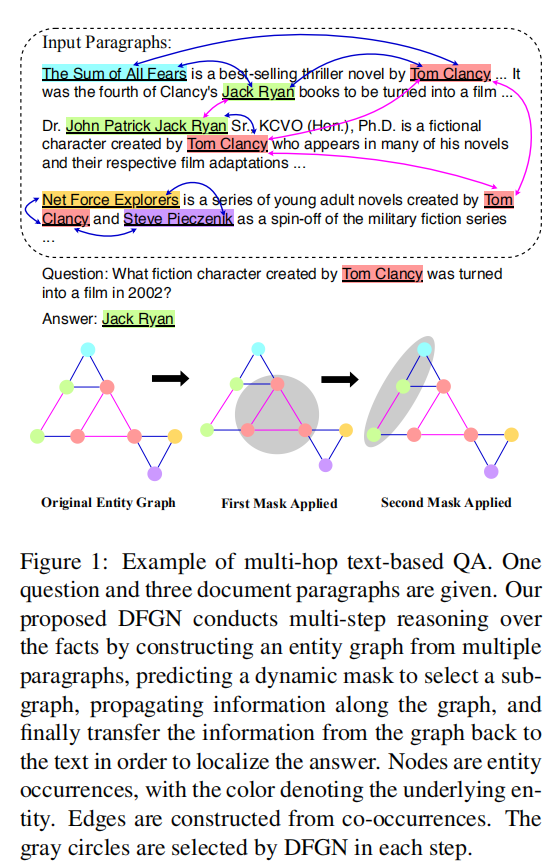 Input Paragraphs:
The Sum of All Fears is a best-selling thriller novel by Tom Clancy ... It
was the fourth of Clancy's Jack Ryan books to be turned into a film ...
Dr. John Patrick Jack Ryan Sr., KCVO (Hon.), Ph.D. is a fictional
character created by Tom Clancy who appears in many of his novels
and their respective film adaptations ...
Net Force Explorers is a series of young adult novels created by Tom
Clancy and Steve Pieczenik as a spin-off of the military fiction series
...
Question: What fiction character created by Tom Clancy was turned
into a film in 2002?
Answer: Jack Ryan
Original Entity Graph First Mask Applied Second Mask Applied
Figure 1: Example of multi-hop text-based QA. One
question and three document paragraphs are given. Our
proposed DFGN conducts multi-step reasoning over
the facts by constructing an entity graph from multiple
paragraphs, predicting a dynamic mask to select a sub-
graph, propagating information along the graph, and
finally transfer the information from the graph back to
the text in order to localize the answer. Nodes are entity
occurrences, with the color denoting the underlying en-
tity. Edges are constructed from co-occurrences. The
gray circles are selected by DFGN in each step.